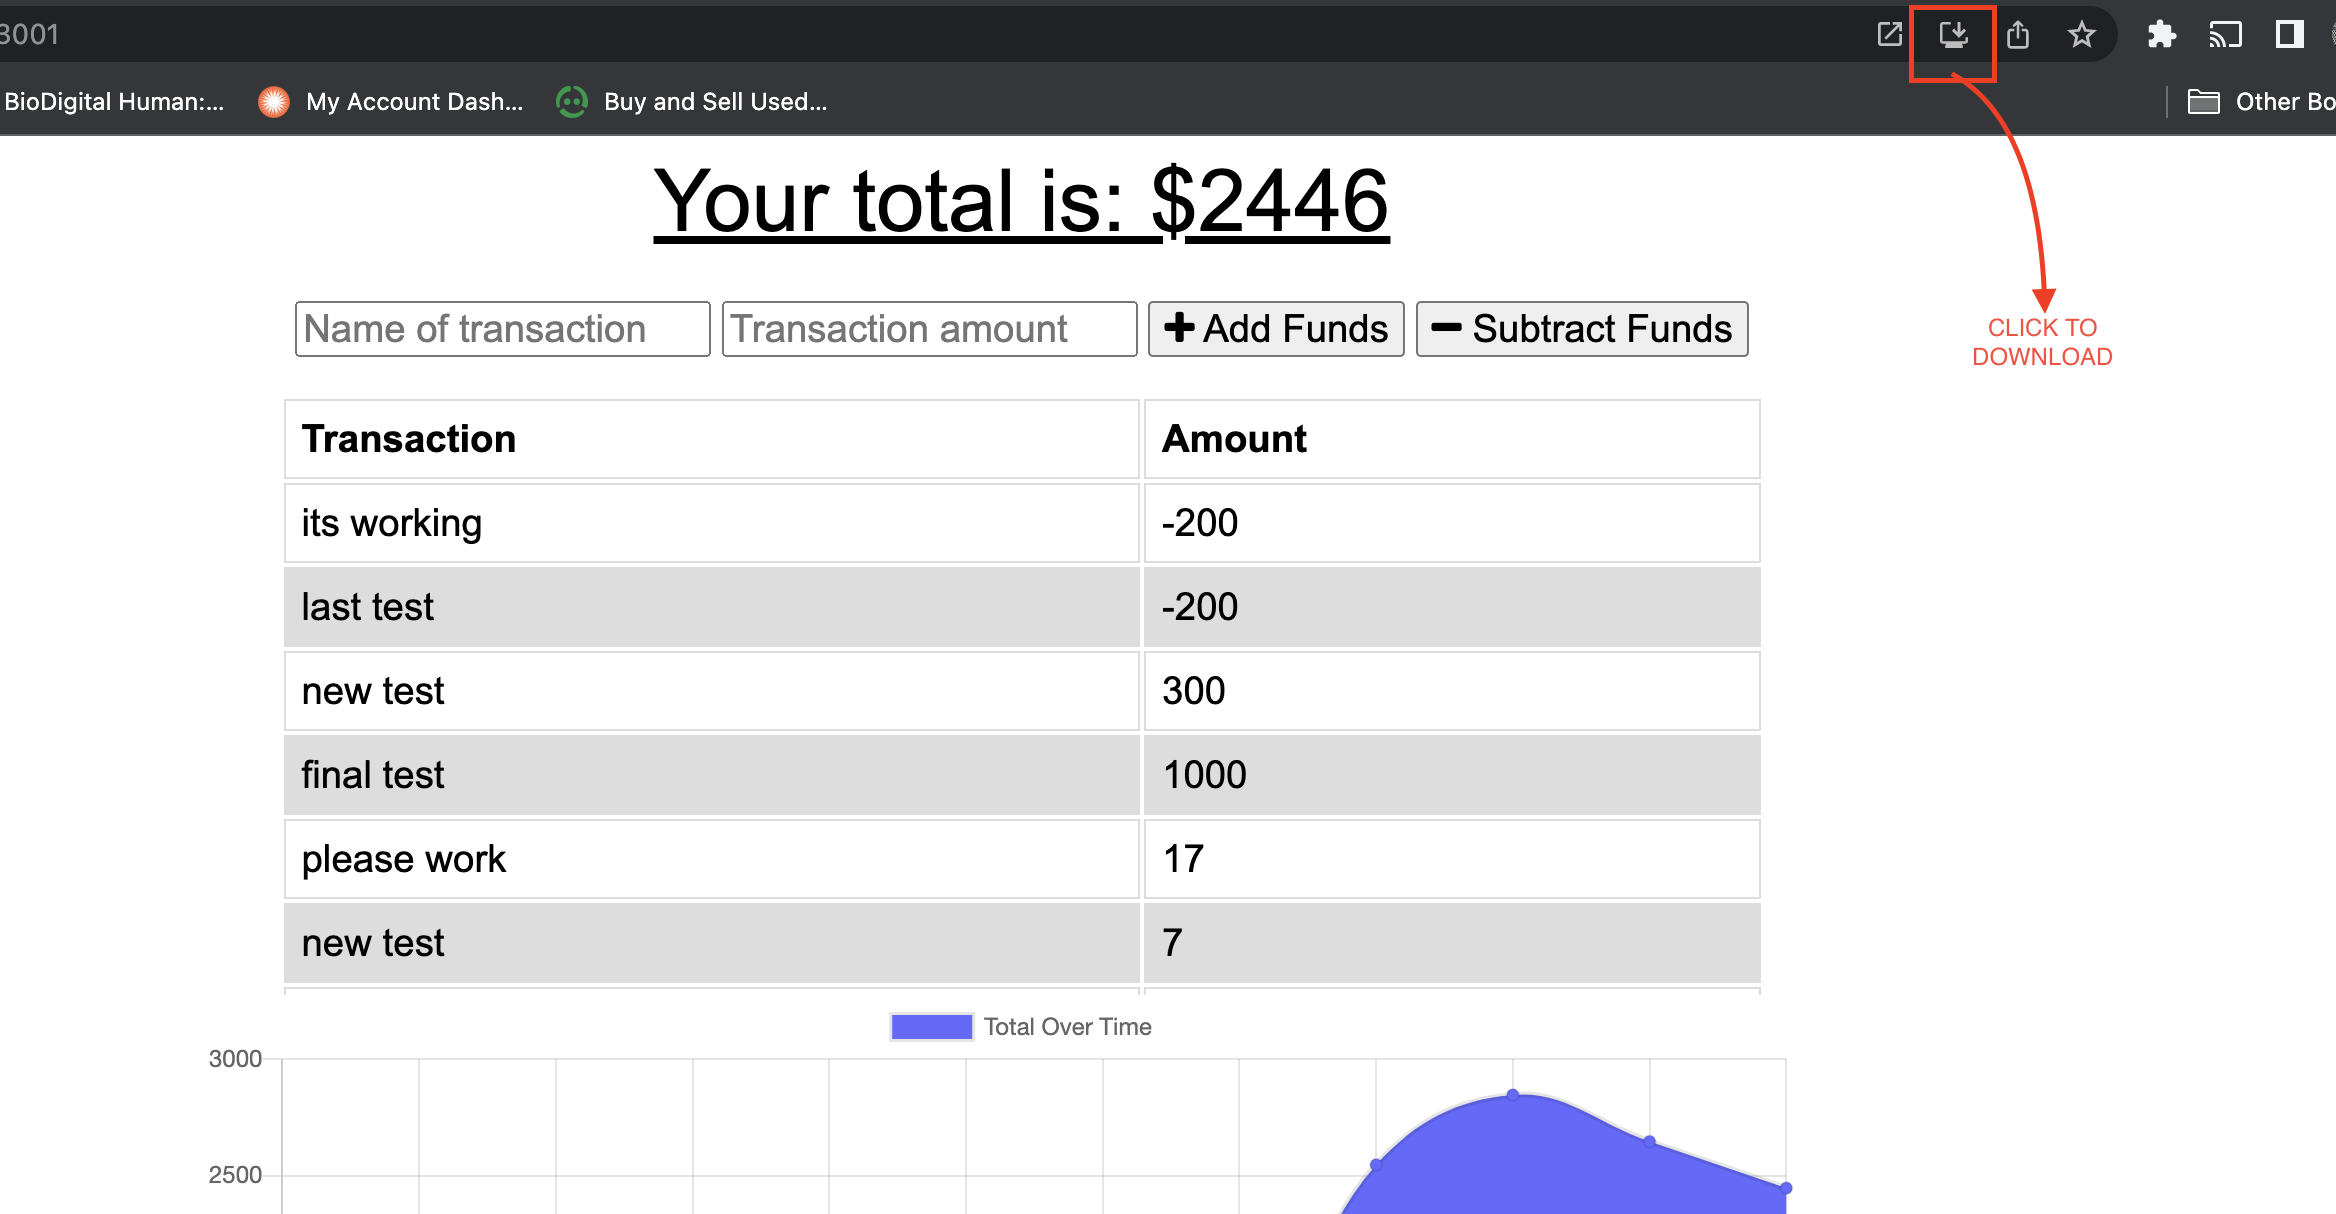 3001
BioDigital Human:...
My Account Dash...
Buy and Sell Used...
Other Bo
Your total is: $2446
Name of transaction
Transaction amount
Add Funds
Subtract Funds
CLICK TO
DOWNLOAD
Transaction Amount
its working -200
last test -200
new test 300
final test 1000
please work 17
new test 7
Total Over Time
3000
2500